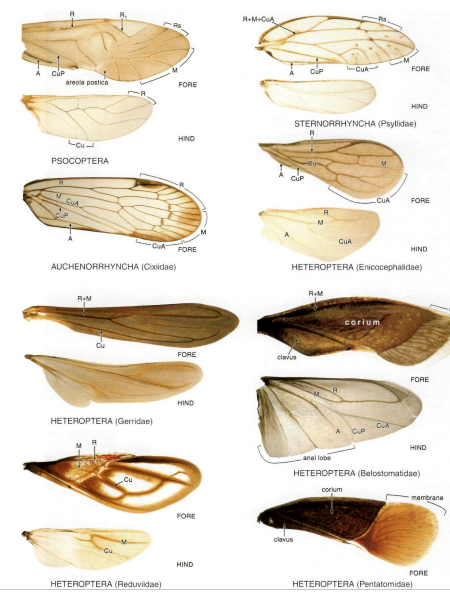 R R₁ Rs
A CuP M
areola postica FORE
R
Cu HIND
PSOCOPTERA
R+M+CuA Rs
A CuP CuA M
FORE
HIND
STERNORRHYNCHA (Psyllidae)
R R
M CuA
CuP M
A CuA FORE
AUCHENORRHYNCHA (Cixiidae)
R
Cu M
A CuP
CuA
FORE
R
M
A CuA
HIND
HETEROPTERA (Enicocephalidae)
R+M
Cu
FORE
HIND
HETEROPTERA (Gerridae)
R+M
corium
clavus
FORE
M R
A CuP CuA
HIND
anal lobe
HETEROPTERA (Belostomatidae)
M R
Cu
FORE
M
Cu
HIND
HETEROPTERA (Reduviidae)
corium membrane
clavus
FORE
HETEROPTERA (Pentatomidae)